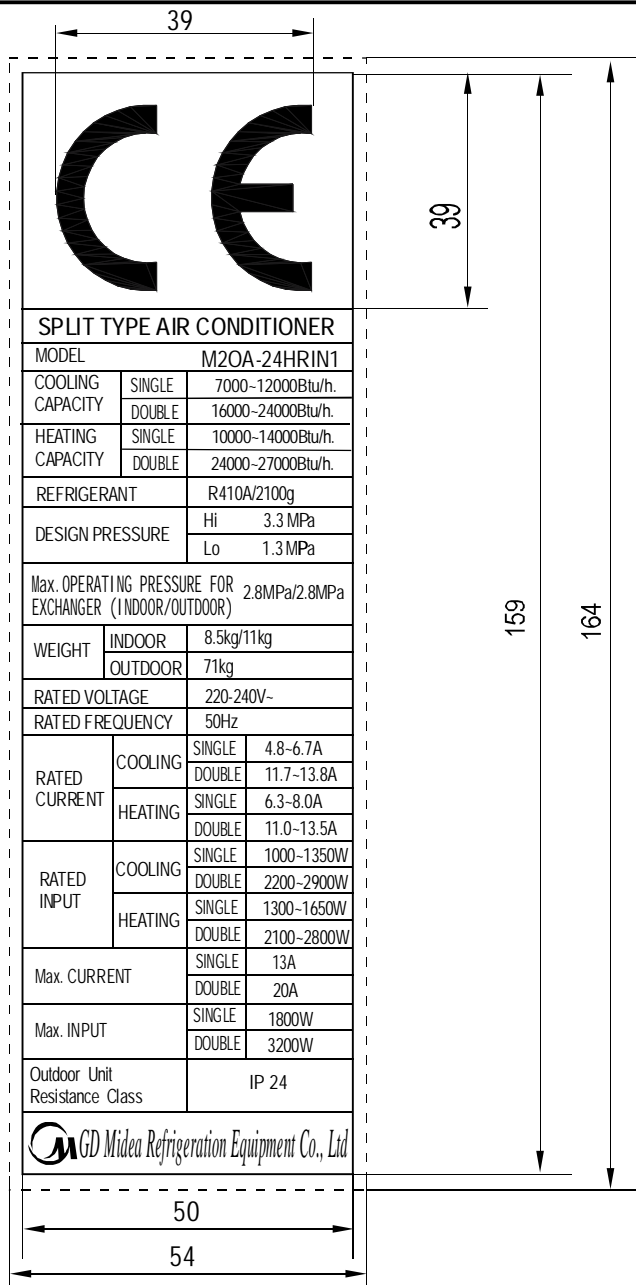 39
CE
39
159
164
SPLIT TYPE AIR CONDITIONER
MODEL M2OA-24HRIN1
COOLING CAPACITY SINGLE 7000~12000Btu/h.
DOUBLE 16000~24000Btu/h.
HEATING CAPACITY SINGLE 10000~14000Btu/h.
DOUBLE 24000~27000Btu/h.
REFRIGERANT R410A/2100g
DESIGN PRESSURE Hi 3.3 MPa
Lo 1.3 MPa
Max. OPERATING PRESSURE FOR
EXCHANGER (INDOOR/OUTDOOR) 2.8MPa/2.8MPa
WEIGHT INDOOR 8.5kg/11kg
OUTDOOR 71kg
RATED VOLTAGE 220-240V~
RATED FREQUENCY 50Hz
RATED CURRENT COOLING SINGLE 4.8~6.7A
DOUBLE 11.7~13.8A
HEATING SINGLE 6.3~8.0A
DOUBLE 11.0~13.5A
RATED INPUT COOLING SINGLE 1000~1350W
DOUBLE 2200~2900W
HEATING SINGLE 1300~1650W
DOUBLE 2100~2800W
Max. CURRENT SINGLE 13A
DOUBLE 20A
Max. INPUT SINGLE 1800W
DOUBLE 3200W
Outdoor Unit
Resistance Class IP 24
GD Midea Refrigeration Equipment Co., Ltd
50
54